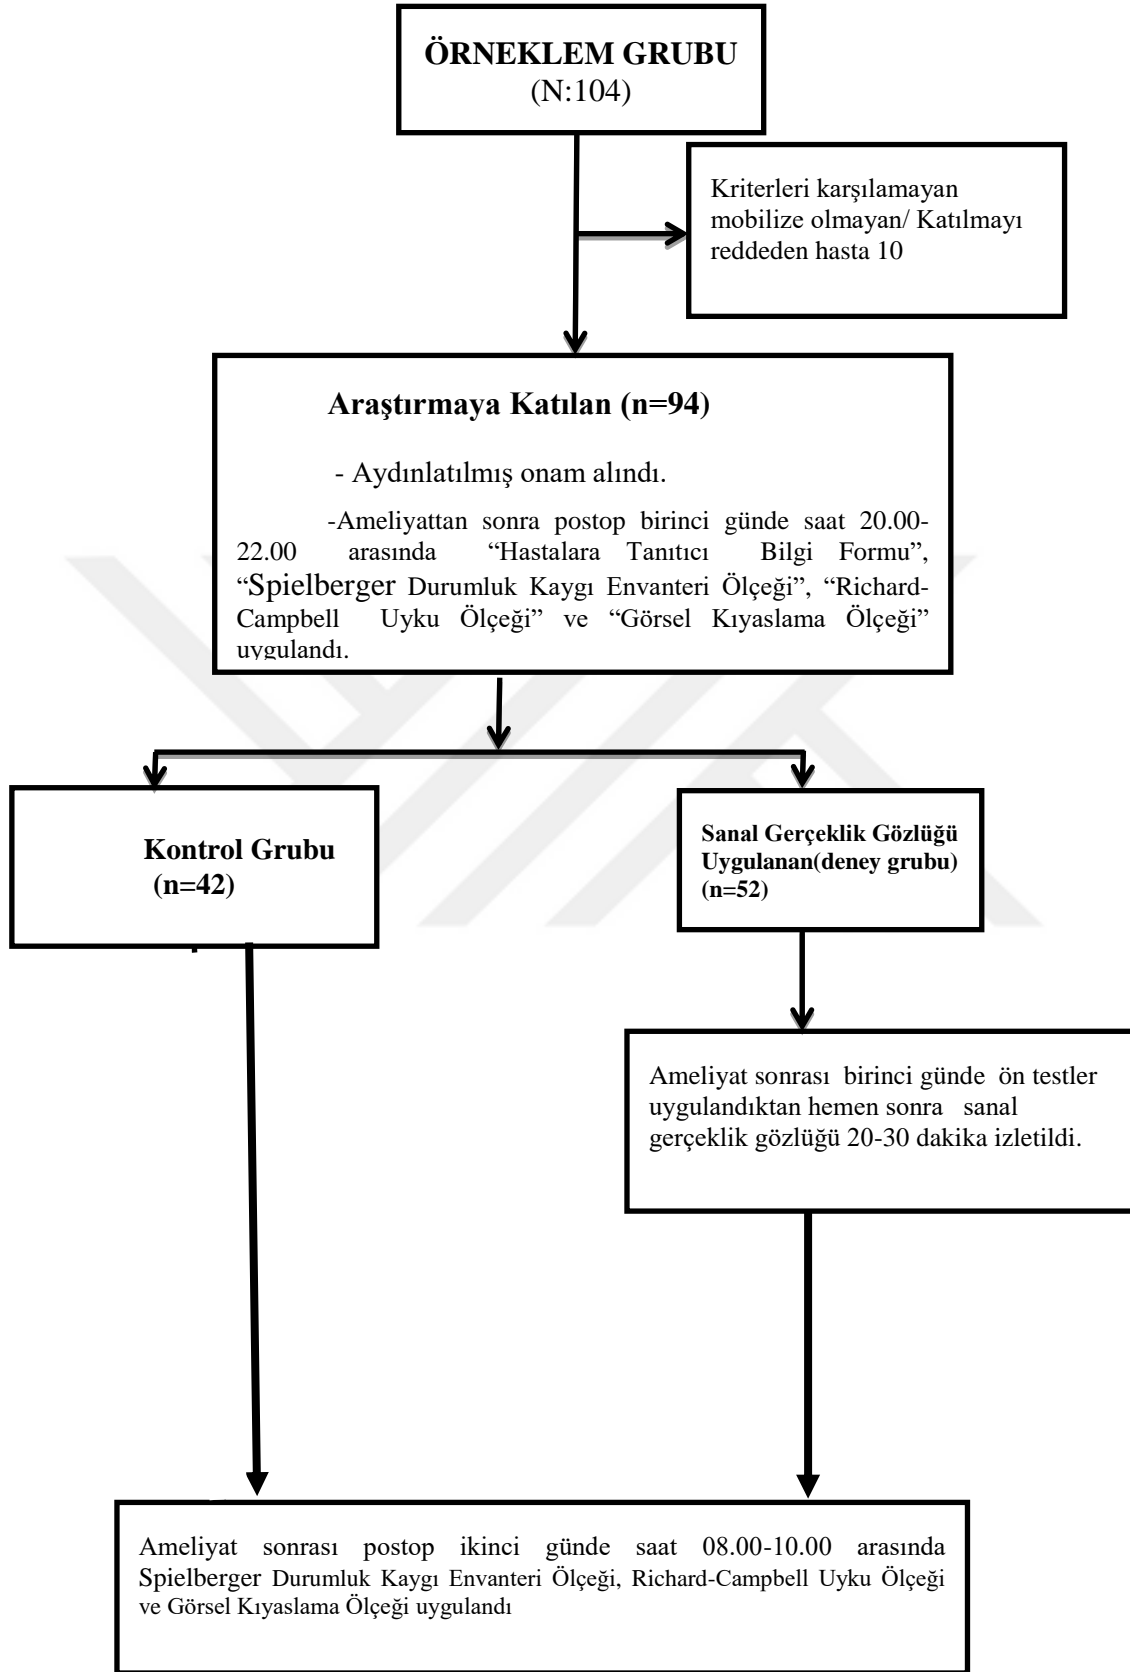 ÖRNEKLEM GRUBU
(N:104)
Kriterleri karşılamayan
mobilize olmayan/ Katılmayı
reddeden hasta 10
Araştırmaya Katılan (n=94)
- Aydınlatılmış onam alındı.
-Ameliyattan sonra postop birinci günde saat 20.00-
22.00 arasında “Hastalara Tanıtıcı Bilgi Formu”,
“Spielberger Durumluk Kaygı Envanteri Ölçeği”, “Richard-
Campbell Uyku Ölçeği” ve “Görsel Kıyaslama Ölçeği”
uygulandı.
Kontrol Grubu
(n=42)
Sanal Gerçeklik Gözlüğü
Uygulanan(deney grubu)
(n=52)
Ameliyat sonrası birinci günde ön testler
uygulandıktan hemen sonra sanal
gerçeklik gözlüğü 20-30 dakika izletildi.
Ameliyat sonrası postop ikinci günde saat 08.00-10.00 arasında
Spielberger Durumluk Kaygı Envanteri Ölçeği, Richard-Campbell Uyku Ölçeği
ve Görsel Kıyaslama Ölçeği uygulandı